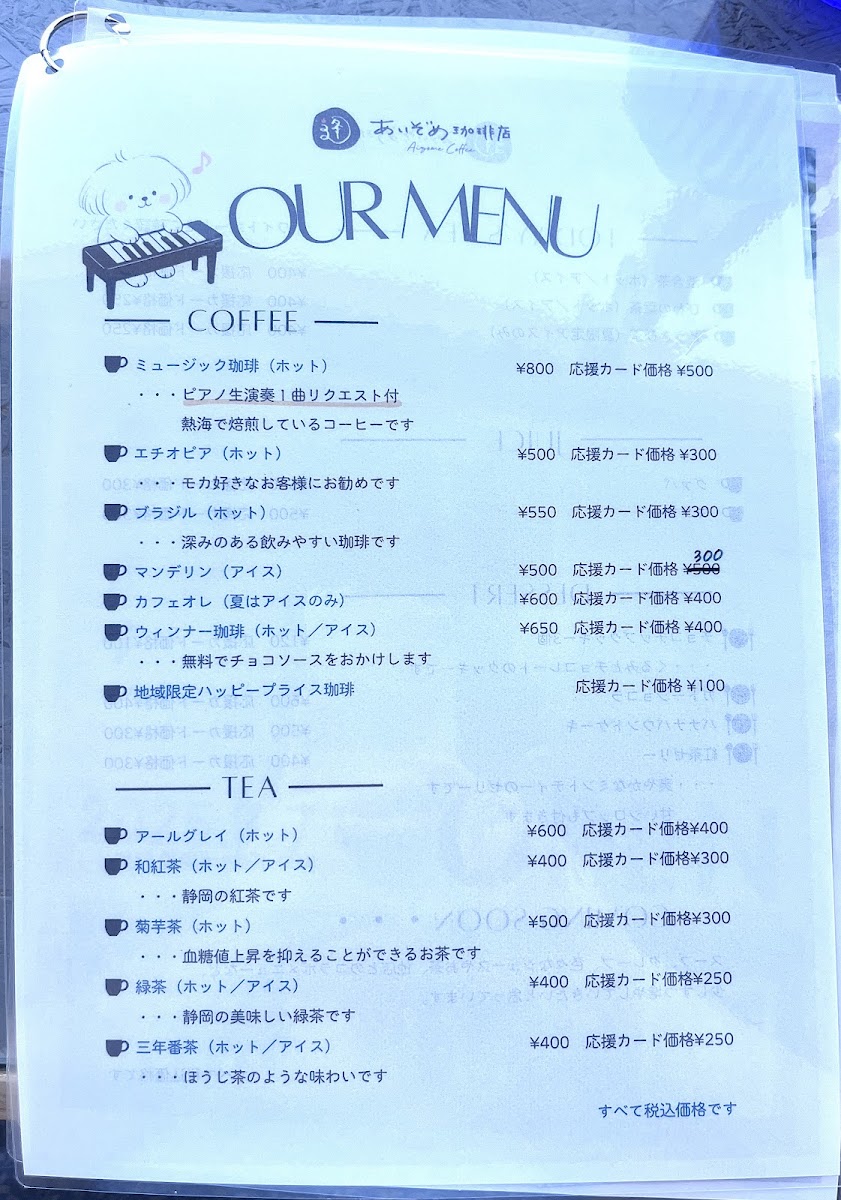 あいぞめ珈琲店
Aizome Coffee
OUR MENU
COFFEE
ミュージック珈琲（ホット） ¥800 応援カード価格 ¥500
・・・ピアノ生演奏１曲リクエスト付
熱海で焙煎しているコーヒーです
エチオピア（ホット） ¥500 応援カード価格 ¥300
・・・モカ好きなお客様にお勧めです
ブラジル（ホット） ¥550 応援カード価格 ¥300
・・・深みのある飲みやすい珈琲です
300
マンデリン（アイス） ¥500 応援カード価格 ¥500
カフェオレ（夏はアイスのみ） ¥600 応援カード価格 ¥400
ウィンナー珈琲（ホット／アイス） ¥650 応援カード価格 ¥400
・・・無料でチョコソースをおかけします
地域限定ハッピープライス珈琲 応援カード価格 ¥100
TEA
アールグレイ（ホット） ¥600 応援カード価格¥400
和紅茶（ホット／アイス） ¥400 応援カード価格¥300
・・・静岡の紅茶です
菊芋茶（ホット） ¥500 応援カード価格¥300
・・・血糖値上昇を抑えることができるお茶です
緑茶（ホット／アイス） ¥400 応援カード価格¥250
・・・静岡の美味しい緑茶です
三年番茶（ホット／アイス） ¥400 応援カード価格¥250
・・・ほうじ茶のような味わいです
すべて税込価格です